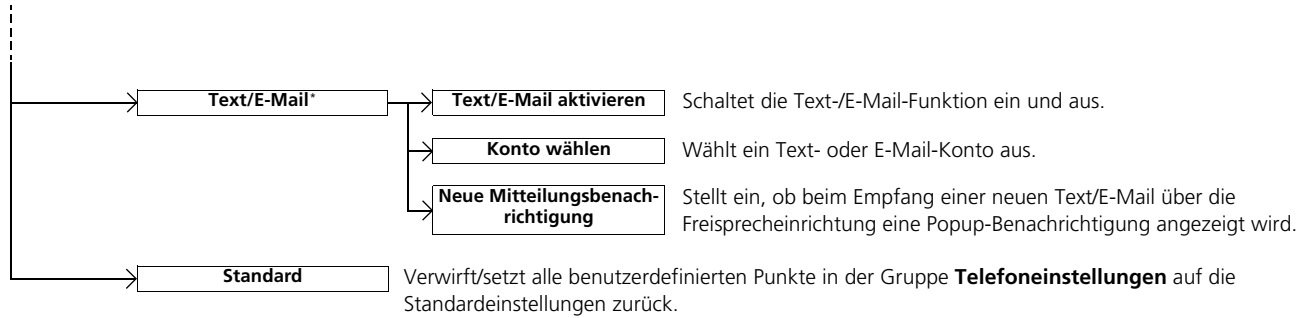 Text/E-Mail*
Text/E-Mail aktivieren
Schaltet die Text-/E-Mail-Funktion ein und aus.
Konto wählen
Wählt ein Text- oder E-Mail-Konto aus.
Neue Mitteilungsbenach-
richtigung
Stellt ein, ob beim Empfang einer neuen Text/E-Mail über die
Freisprecheinrichtung eine Popup-Benachrichtigung angezeigt wird.
Standard
Verwirft/setzt alle benutzerdefinierten Punkte in der Gruppe Telefoneinstellungen auf die
Standardeinstellungen zurück.